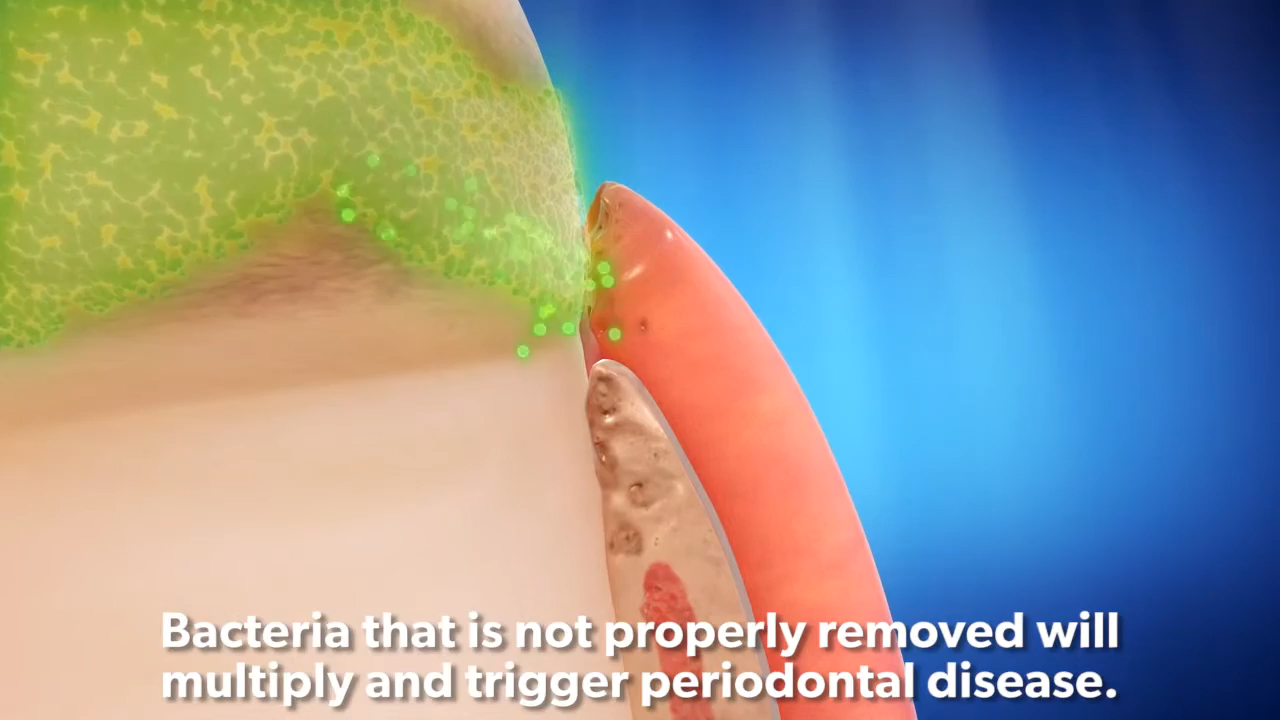 Bacteria that is not properly removed will
multiply and trigger periodontal disease.